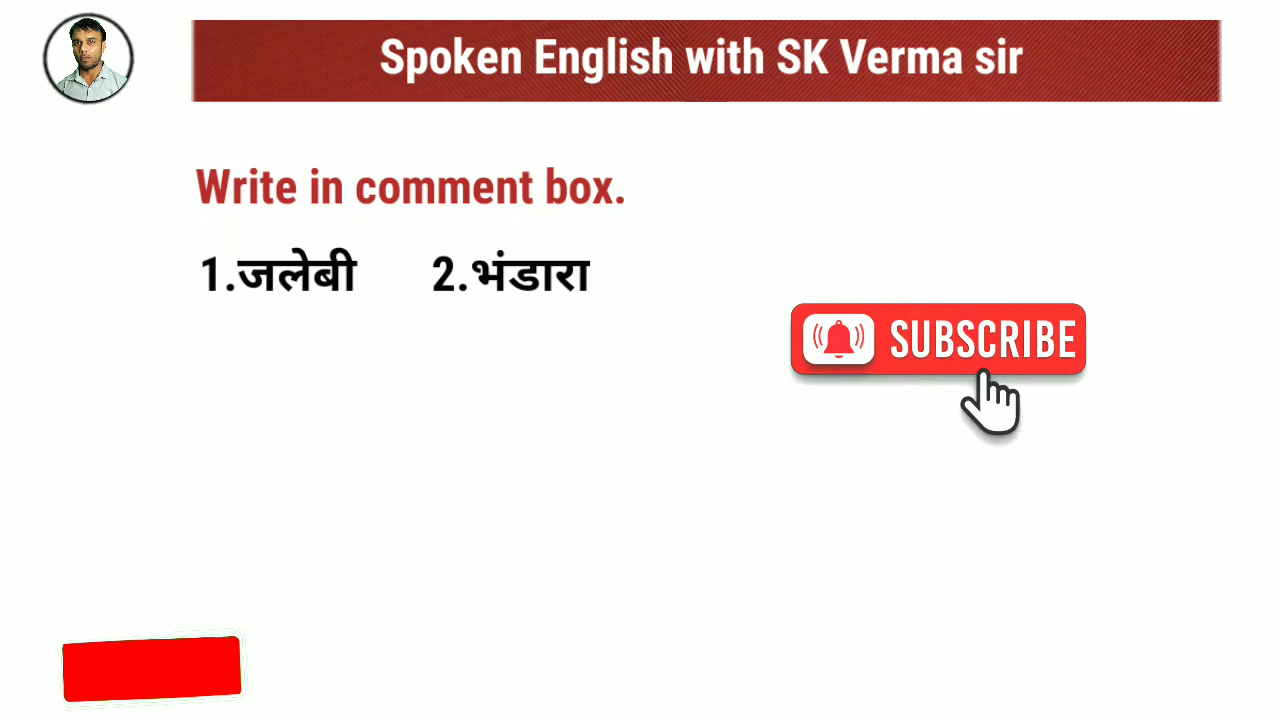 Spoken English with SK Verma sir
Write in comment box.
1.जलेबी 2.भंडारा
SUBSCRIBE